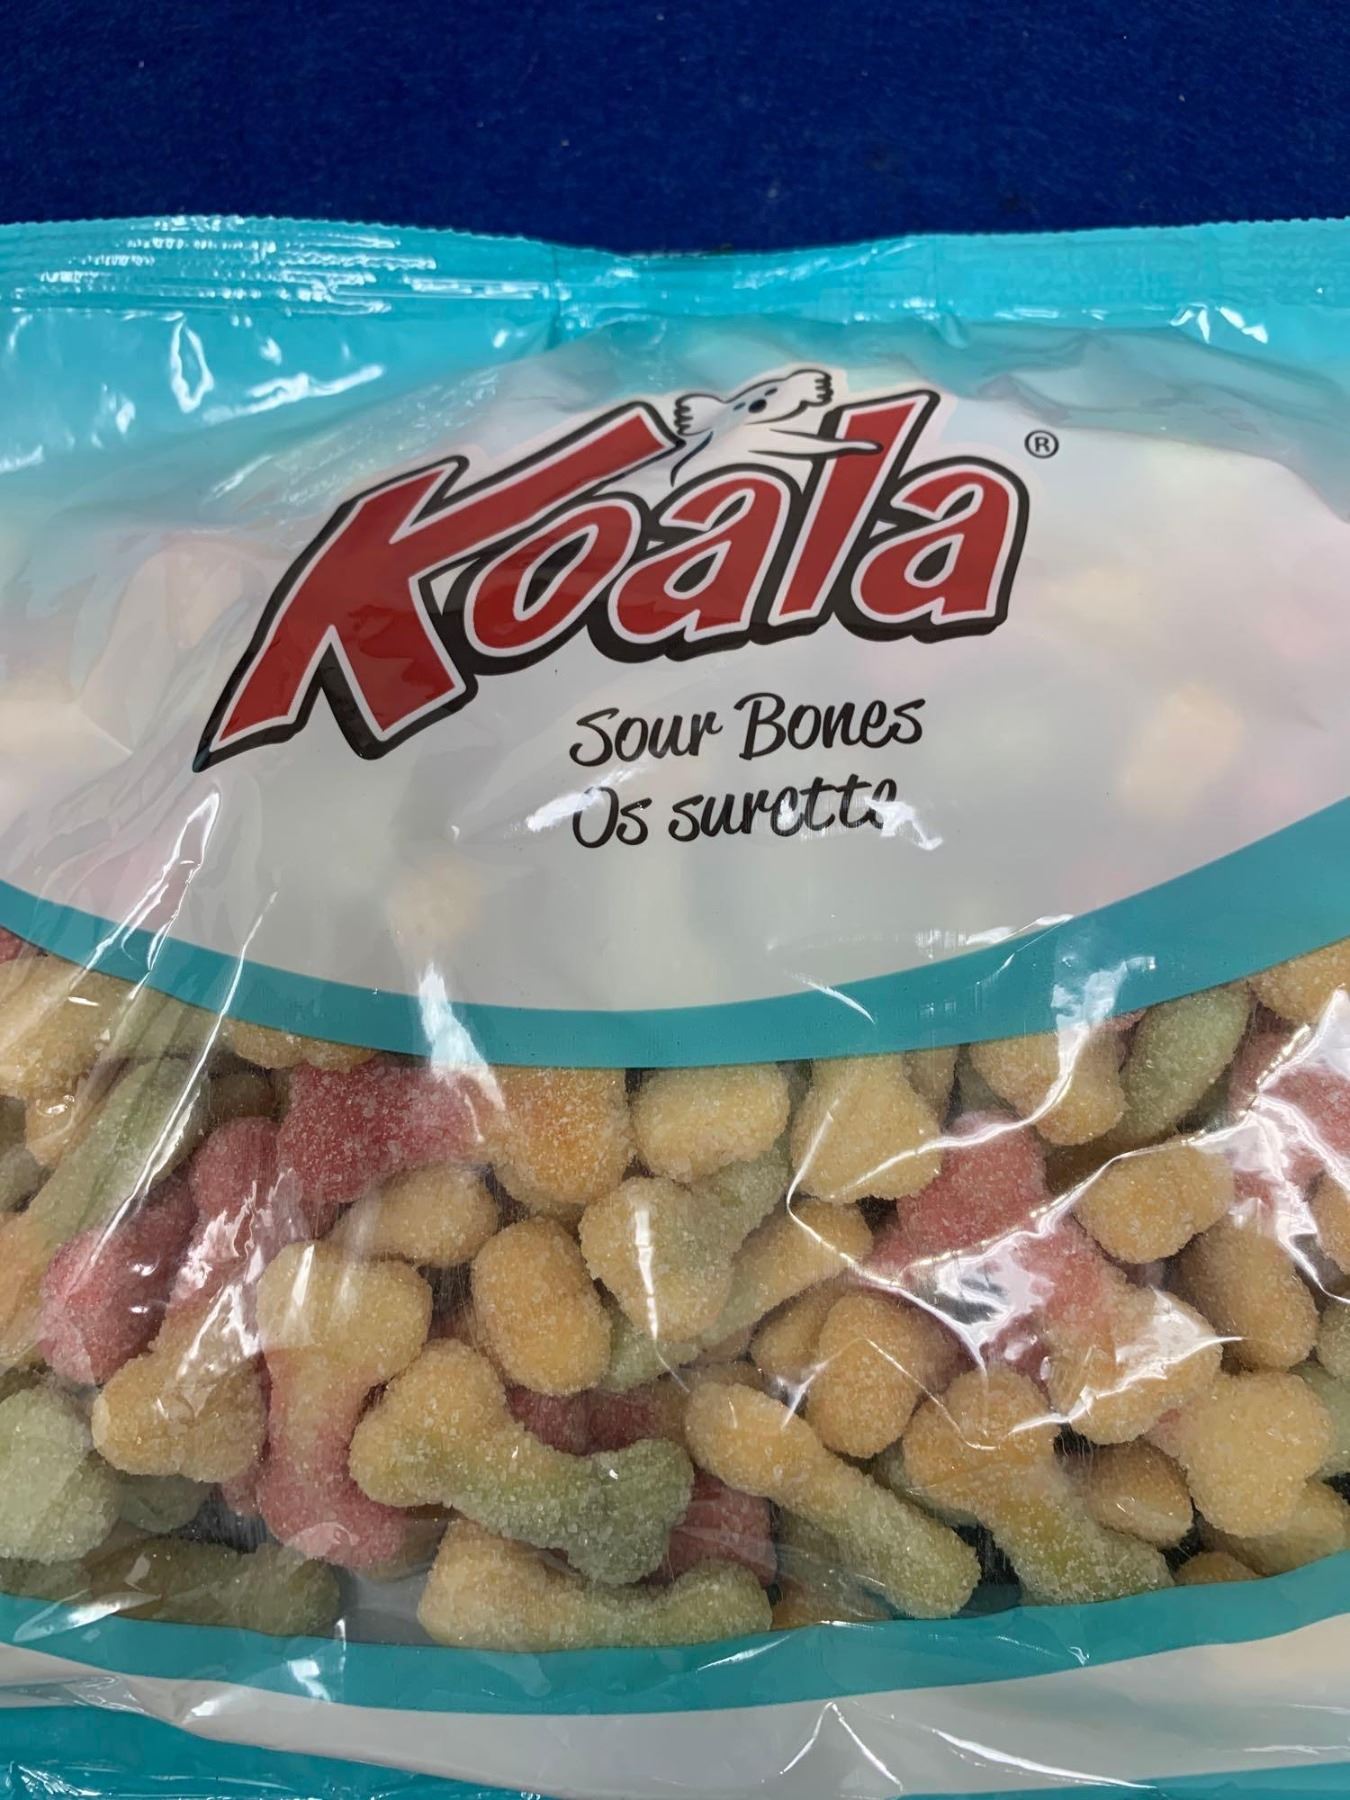 Koala ®
Sour Bones
Os surette